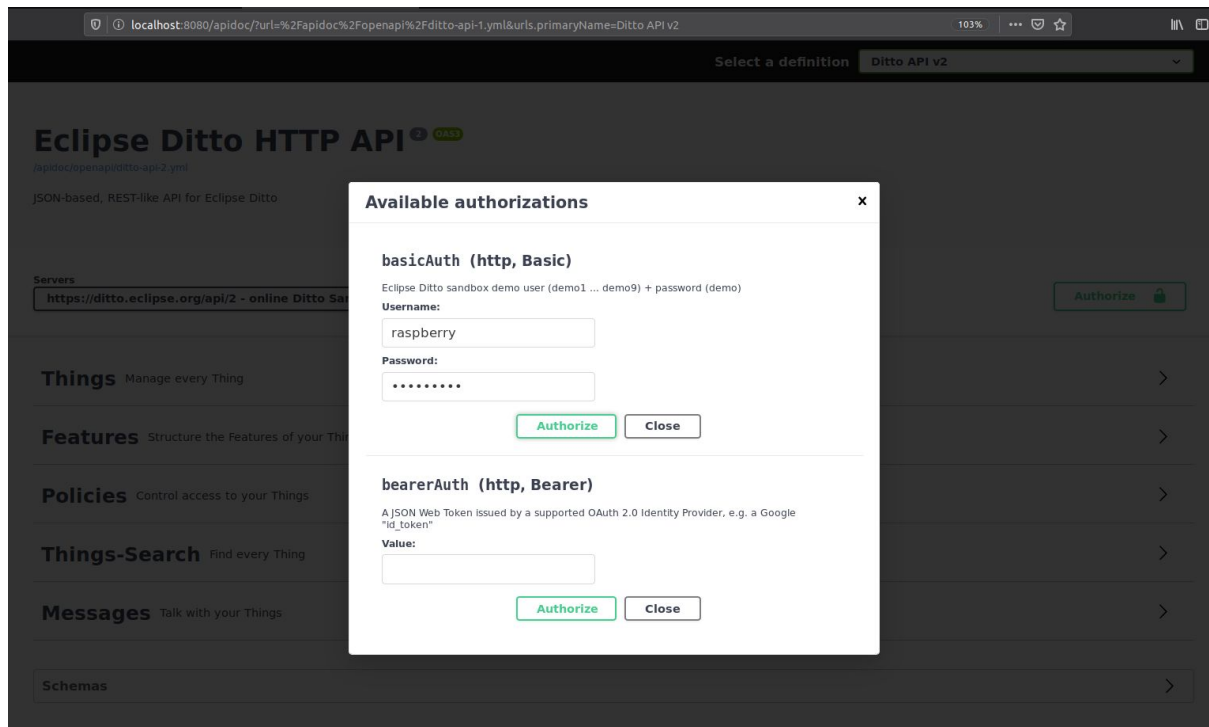 localhost:8080/apidoc/?url=%2Fapidoc%2Fopenapi%2Fditto-api-1.yml&urls.primaryName=Ditto API v2
103%
Select a definition
Ditto API v2
Eclipse Ditto HTTP API 2 OAS3
/apidoc/openapi/ditto-api-2.yml
JSON-based, REST-like API for Eclipse Ditto
Servers
https://ditto.eclipse.org/api/2 - online Ditto Sa
Authorize
Things Manage every Thing
Features Structure the Features of your Thi
Policies Control access to your Things
Things-Search Find every Thing
Messages Talk with your Things
Schemas
Available authorizations
x
basicAuth (http, Basic)
Eclipse Ditto sandbox demo user (demo1 ... demo9) + password (demo)
Username:
raspberry
Password:
•••••••••
Authorize
Close
bearerAuth (http, Bearer)
A JSON Web Token issued by a supported OAuth 2.0 Identity Provider, e.g. a Google
"id_token"
Value:
Authorize
Close